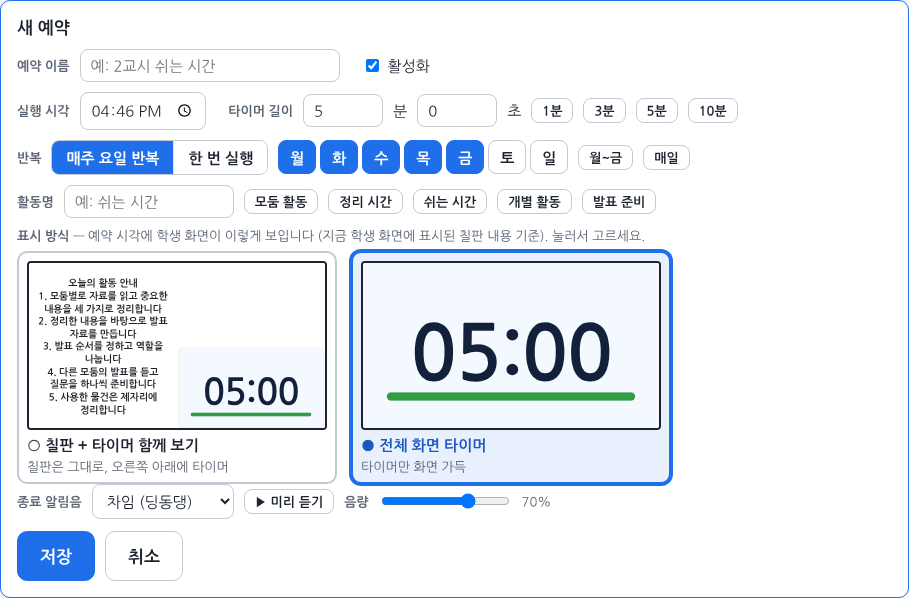 새 예약
예약 이름 예: 2교시 쉬는 시간 활성화
실행 시각 04:46 PM 타이머 길이 5 분 0 초 1분 3분 5분 10분
반복 매주 요일 반복 한 번 실행 월 화 수 목 금 토 일 월~금 매일
활동명 예: 쉬는 시간 모둠 활동 정리 시간 쉬는 시간 개별 활동 발표 준비
표시 방식 — 예약 시각에 학생 화면이 이렇게 보입니다 (지금 학생 화면에 표시된 칠판 내용 기준). 눌러서 고르세요.
오늘의 활동 안내
1. 모둠별로 자료를 읽고 중요한
내용을 세 가지로 정리합니다
2. 정리한 내용을 바탕으로 발표
자료를 만듭니다
3. 발표 순서를 정하고 역할을
나눕니다
4. 다른 모둠의 발표를 듣고
질문을 하나씩 준비합니다
5. 사용한 물건은 제자리에
정리합니다
05:00
○ 칠판 + 타이머 함께 보기
칠판은 그대로, 오른쪽 아래에 타이머
05:00
● 전체 화면 타이머
타이머만 화면 가득
종료 알림음 차임 (딩동댕) ▶ 미리 듣기 음량 70%
저장 취소